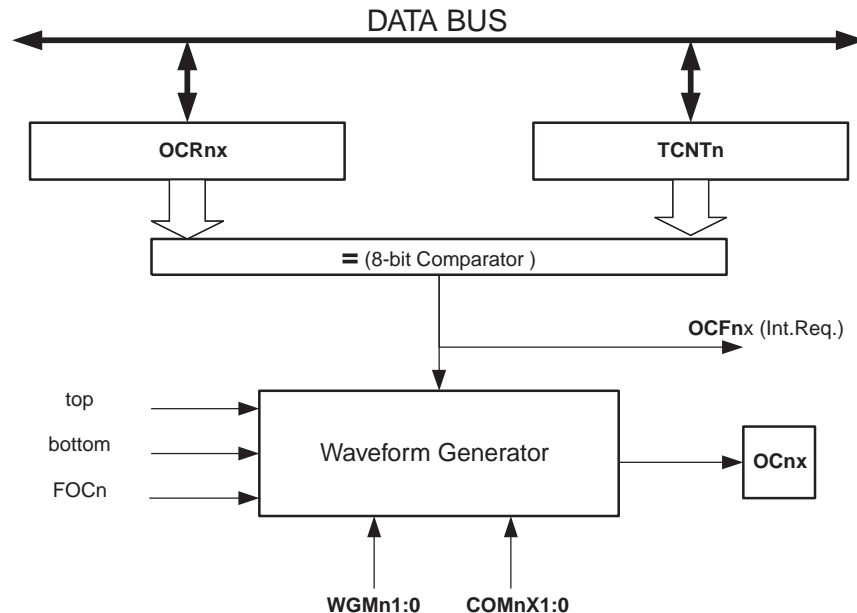 DATA BUS
OCRnx
TCNTn
= (8-bit Comparator )
OCFnx (Int.Req.)
top
bottom
FOCn
Waveform Generator
OCnx
WGMn1:0
COMnX1:0